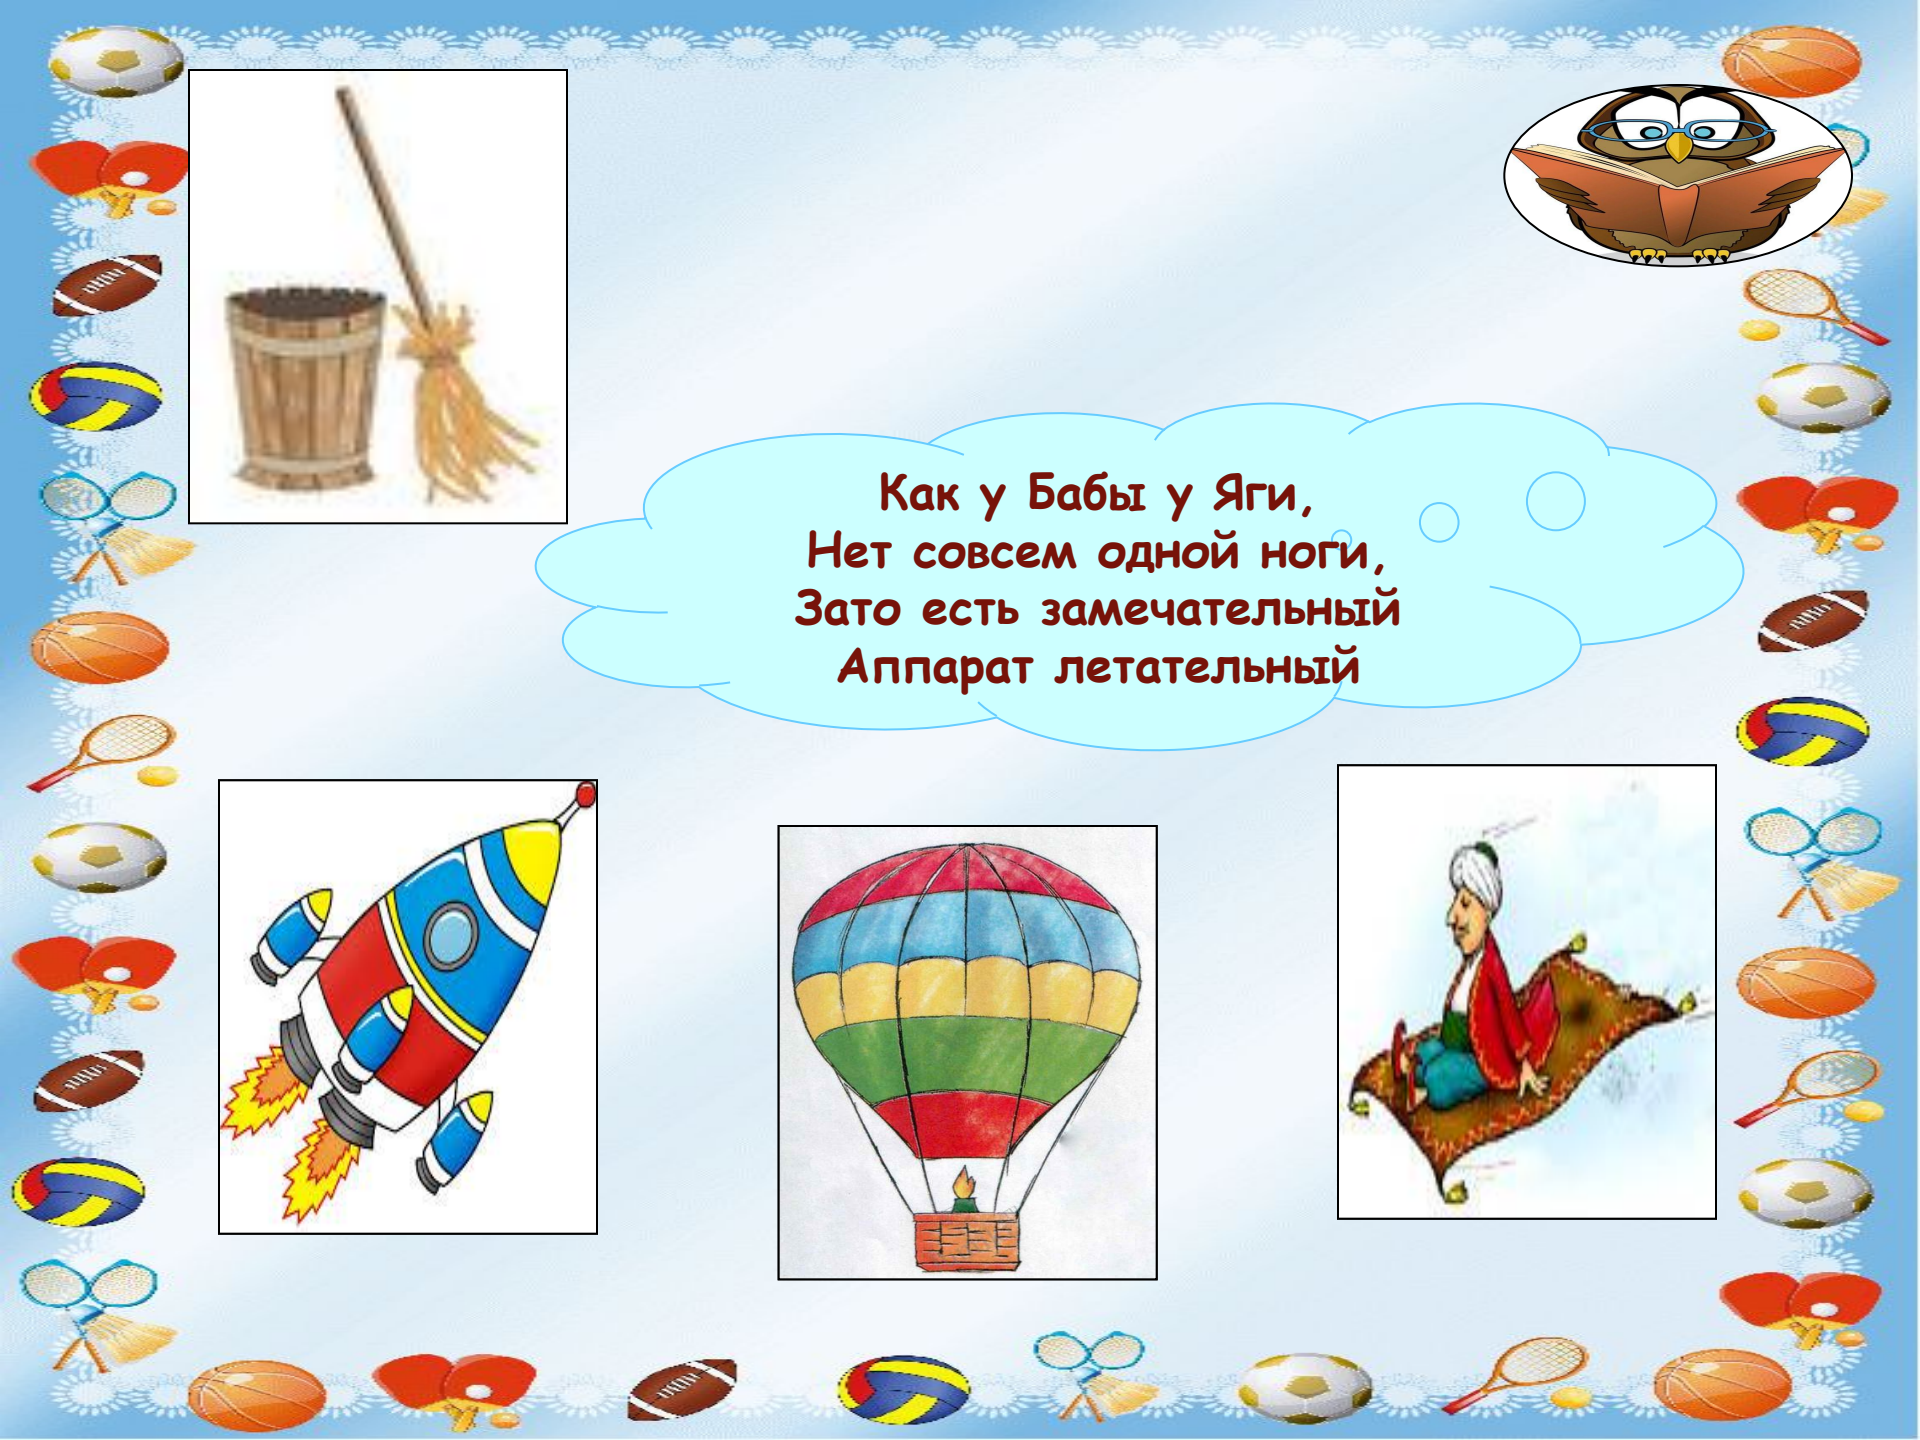 Как у Бабы у Яги,
Нет совсем одной ноги,
Зато есть замечательный
Аппарат летательный